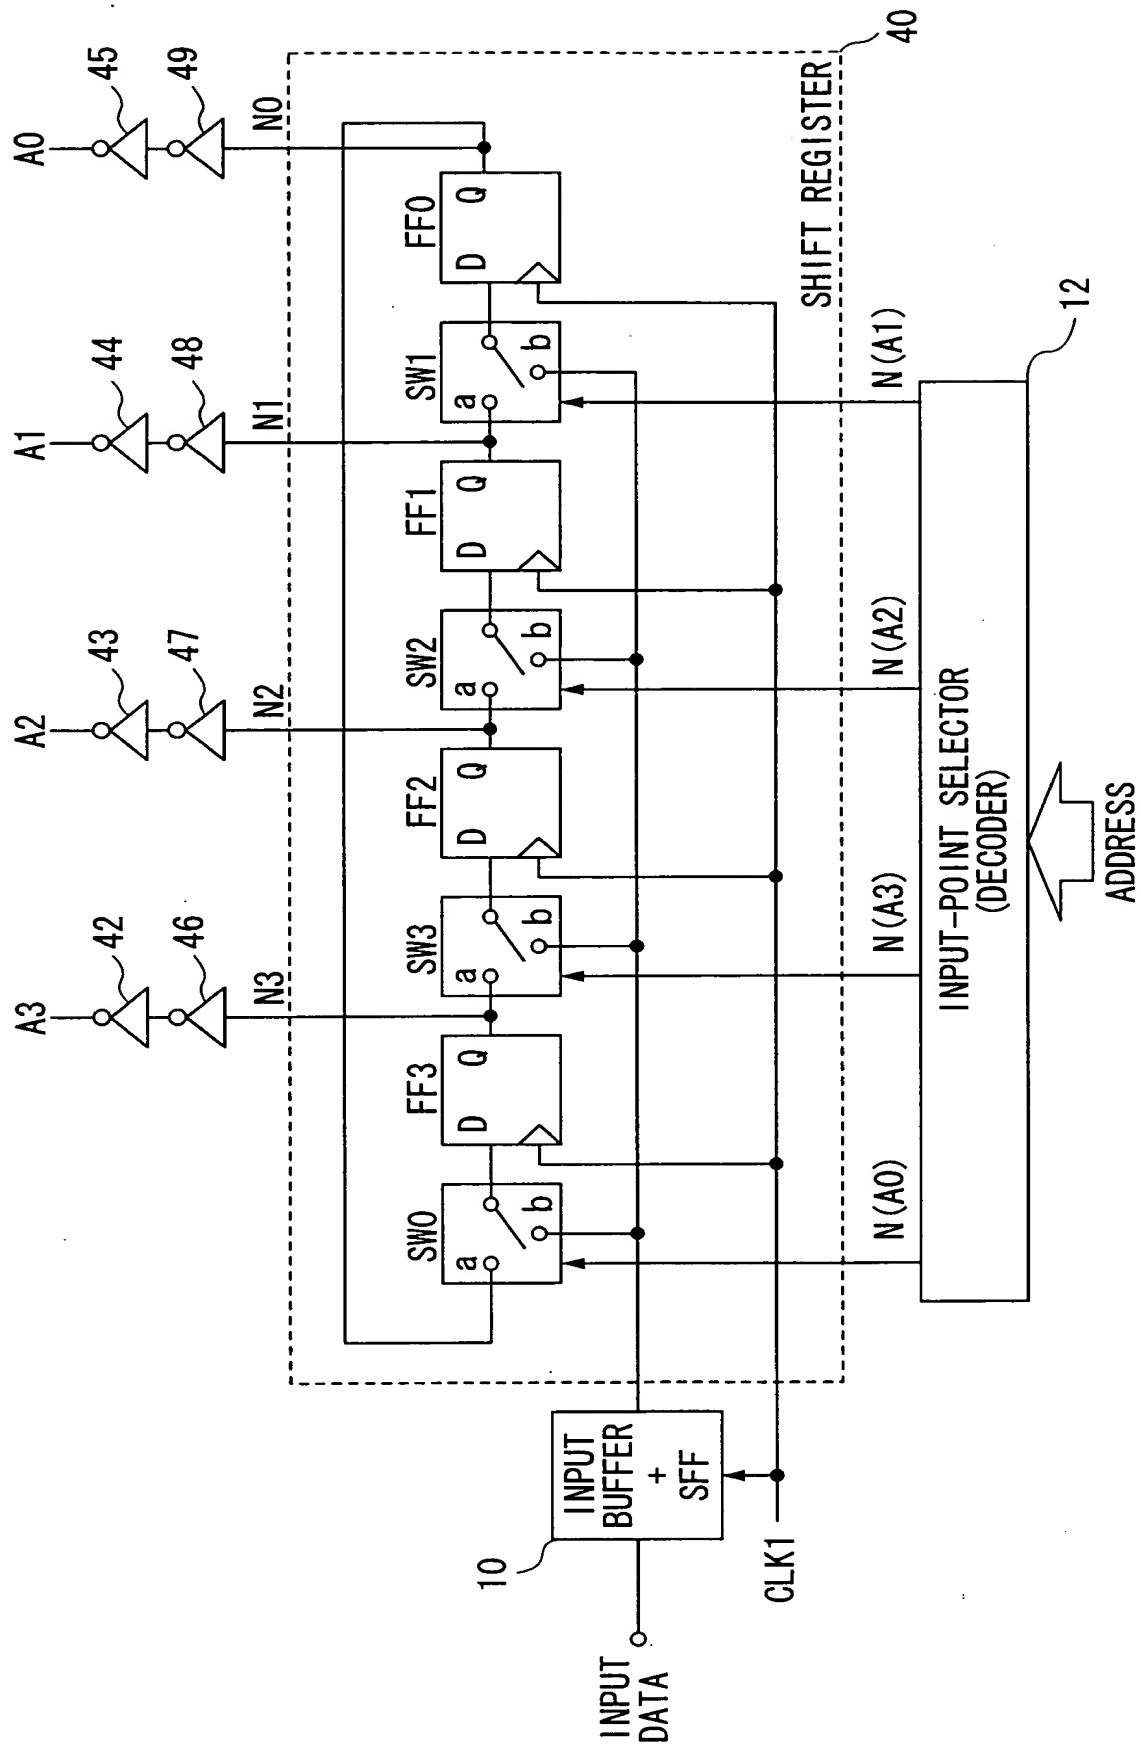 A3
A2
A1
A0
42
43
44
45
46
47
48
49
N3
N2
N1
N0
SW0
FF3
SW3
FF2
SW2
FF1
SW1
FF0
a
b
D
Q
a
b
D
Q
a
b
D
Q
a
b
D
Q
10
INPUT
BUFFER
+
SFF
INPUT
DATA
CLK1
SHIFT REGISTER
40
N(A0)
N(A3)
N(A2)
N(A1)
INPUT-POINT SELECTOR
(DECODER)
12
ADDRESS